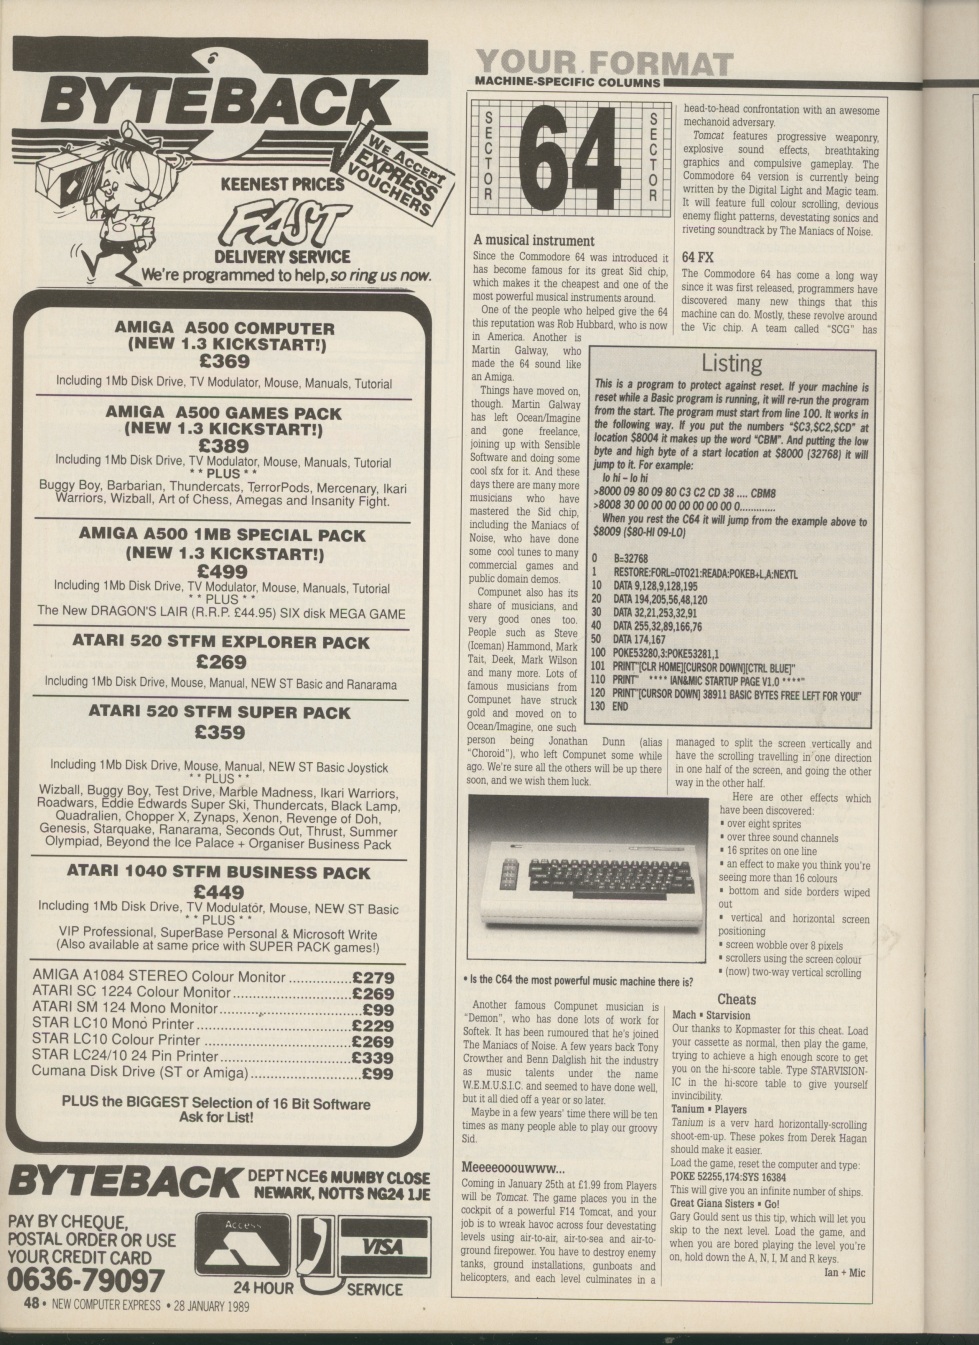 BYTEBACK
WE ACCEPT
EXPRESS
VOUCHERS
KEENEST PRICES
FAST
DELIVERY SERVICE
We're programmed to help, so ring us now.
AMIGA A500 COMPUTER
(NEW 1.3 KICKSTART!)
£369
Including 1Mb Disk Drive, TV Modulator, Mouse, Manuals, Tutorial
AMIGA A500 GAMES PACK
(NEW 1.3 KICKSTART!)
£389
Including 1Mb Disk Drive, TV Modulator, Mouse, Manuals, Tutorial
* * PLUS * *
Buggy Boy, Barbarian, Thundercats, TerrorPods, Mercenary, Ikari
Warriors, Wizball, Art of Chess, Amegas and Insanity Fight.
AMIGA A500 1MB SPECIAL PACK
(NEW 1.3 KICKSTART!)
£499
Including 1Mb Disk Drive, TV Modulator, Mouse, Manuals, Tutorial
* * PLUS * *
The New DRAGON'S LAIR (R.R.P. £44.95) SIX disk MEGA GAME
ATARI 520 STFM EXPLORER PACK
£269
Including 1Mb Disk Drive, Mouse, Manual, NEW ST Basic and Ranarama
ATARI 520 STFM SUPER PACK
£359
Including 1Mb Disk Drive, Mouse, Manual, NEW ST Basic Joystick
* * PLUS * *
Wizball, Buggy Boy, Test Drive, Marble Madness, Ikari Warriors,
Roadwars, Eddie Edwards Super Ski, Thundercats, Black Lamp,
Quadralien, Chopper X, Zynaps, Xenon, Revenge of Doh,
Genesis, Starquake, Ranarama, Seconds Out, Thrust, Summer
Olympiad, Beyond the Ice Palace + Organiser Business Pack
ATARI 1040 STFM BUSINESS PACK
£449
Including 1Mb Disk Drive, TV Modulator, Mouse, NEW ST Basic
* * PLUS * *
VIP Professional, SuperBase Personal & Microsoft Write
(Also available at same price with SUPER PACK games!)
AMIGA A1084 STEREO Colour Monitor ...............£279
ATARI SC 1224 Colour Monitor............................£269
ATARI SM 124 Mono Monitor................................£99
STAR LC10 Mono Printer.....................................£229
STAR LC10 Colour Printer ..................................£269
STAR LC24/10 24 Pin Printer...............................£339
Cumana Disk Drive (ST or Amiga)..........................£99
PLUS the BIGGEST Selection of 16 Bit Software
Ask for List!
BYTEBACK DEPT NCE6 MUMBY CLOSE
NEWARK, NOTTS NG24 1JE
PAY BY CHEQUE,
POSTAL ORDER OR USE
YOUR CREDIT CARD
0636-79097
Access
VISA
24 HOUR SERVICE
48 • NEW COMPUTER EXPRESS • 28 JANUARY 1989
YOUR FORMAT
MACHINE-SPECIFIC COLUMNS
SECTOR 64 SECTOR
A musical instrument
Since the Commodore 64 was introduced it
has become famous for its great Sid chip,
which makes it the cheapest and one of the
most powerful musical instruments around.
One of the people who helped give the 64
this reputation was Rob Hubbard, who is now
in America. Another is
Martin Galway, who
made the 64 sound like
an Amiga.
Things have moved on,
though. Martin Galway
has left Ocean/Imagine
and gone freelance,
joining up with Sensible
Software and doing some
cool sfx for it. And these
days there are many more
musicians who have
mastered the Sid chip,
including the Maniacs of
Noise, who have done
some cool tunes to many
commercial games and
public domain demos.
Compunet also has its
share of musicians, and
very good ones too.
People such as Steve
(Iceman) Hammond, Mark
Tait, Deek, Mark Wilson
and many more. Lots of
famous musicians from
Compunet have struck
gold and moved on to
Ocean/Imagine, one such
person being Jonathan Dunn (alias
"Choroid"), who left Compunet some while
ago. We're sure all the others will be up there
soon, and we wish them luck.
• Is the C64 the most powerful music machine there is?
Another famous Compunet musician is
"Demon", who has done lots of work for
Softek. It has been rumoured that he's joined
The Maniacs of Noise. A few years back Tony
Crowther and Benn Dalglish hit the industry
as music talents under the name
W.E.M.U.S.I.C. and seemed to have done well,
but it all died off a year or so later.
Maybe in a few years' time there will be ten
times as many people able to play our groovy
Sid.
Meeeeooouwww...
Coming in January 25th at £1.99 from Players
will be Tomcat. The game places you in the
cockpit of a powerful F14 Tomcat, and your
job is to wreak havoc across four devestating
levels using air-to-air, air-to-sea and air-to-
ground firepower. You have to destroy enemy
tanks, ground installations, gunboats and
helicopters, and each level culminates in a
head-to-head confrontation with an awesome
mechanoid adversary.
Tomcat features progressive weaponry,
explosive sound effects, breathtaking
graphics and compulsive gameplay. The
Commodore 64 version is currently being
written by the Digital Light and Magic team.
It will feature full colour scrolling, devious
enemy flight patterns, devestating sonics and
riveting soundtrack by The Maniacs of Noise.
64 FX
The Commodore 64 has come a long way
since it was first released, programmers have
discovered many new things that this
machine can do. Mostly, these revolve around
the Vic chip. A team called "SCG" has
Listing
This is a program to protect against reset. If your machine is
reset while a Basic program is running, it will re-run the program
from the start. The program must start from line 100. It works in
the following way. If you put the numbers "$C3,$C2,$CD" at
location $8004 it makes up the word "CBM". And putting the low
byte and high byte of a start location at $8000 (32768) it will
jump to it. For example:
lo hi – lo hi
>8000 09 80 09 80 C3 C2 CD 38 .... CBM8
>8008 30 00 00 00 00 00 00 0.............
When you rest the C64 it will jump from the example above to
$8009 ($80-HI 09-LO)
0 B=32768
1 RESTORE:FORL=0TO21:READA:POKEB+L,A:NEXTL
10 DATA 9,128,9,128,195
20 DATA 194,205,56,48,120
30 DATA 32,21,253,32,91
40 DATA 255,32,89,166,76
50 DATA 174,167
100 POKE53280,3:POKE53281,1
101 PRINT"[CLR HOME][CURSOR DOWN][CTRL BLUE]"
110 PRINT" **** IAN&MIC STARTUP PAGE V1.0 ****"
120 PRINT"[CURSOR DOWN] 38911 BASIC BYTES FREE LEFT FOR YOU!"
130 END
managed to split the screen vertically and
have the scrolling travelling in one direction
in one half of the screen, and going the other
way in the other half.
Here are other effects which
have been discovered:
▪ over eight sprites
▪ over three sound channels
▪ 16 sprites on one line
▪ an effect to make you think you're
seeing more than 16 colours
▪ bottom and side borders wiped
out
▪ vertical and horizontal screen
positioning
▪ screen wobble over 8 pixels
▪ scrollers using the screen colour
▪ (now) two-way vertical scrolling
Cheats
Mach ▪ Starvision
Our thanks to Kopmaster for this cheat. Load
your cassette as normal, then play the game,
trying to achieve a high enough score to get
you on the hi-score table. Type STARVISION-
IC in the hi-score table to give yourself
invincibility.
Tanium ▪ Players
Tanium is a very hard horizontally-scrolling
shoot-em-up. These pokes from Derek Hagan
should make it easier.
Load the game, reset the computer and type:
POKE 52255,174:SYS 16384
This will give you an infinite number of ships.
Great Giana Sisters ▪ Go!
Gary Gould sent us this tip, which will let you
skip to the next level. Load the game, and
when you are bored playing the level you're
on, hold down the A, N, I, M and R keys.
Ian + Mic